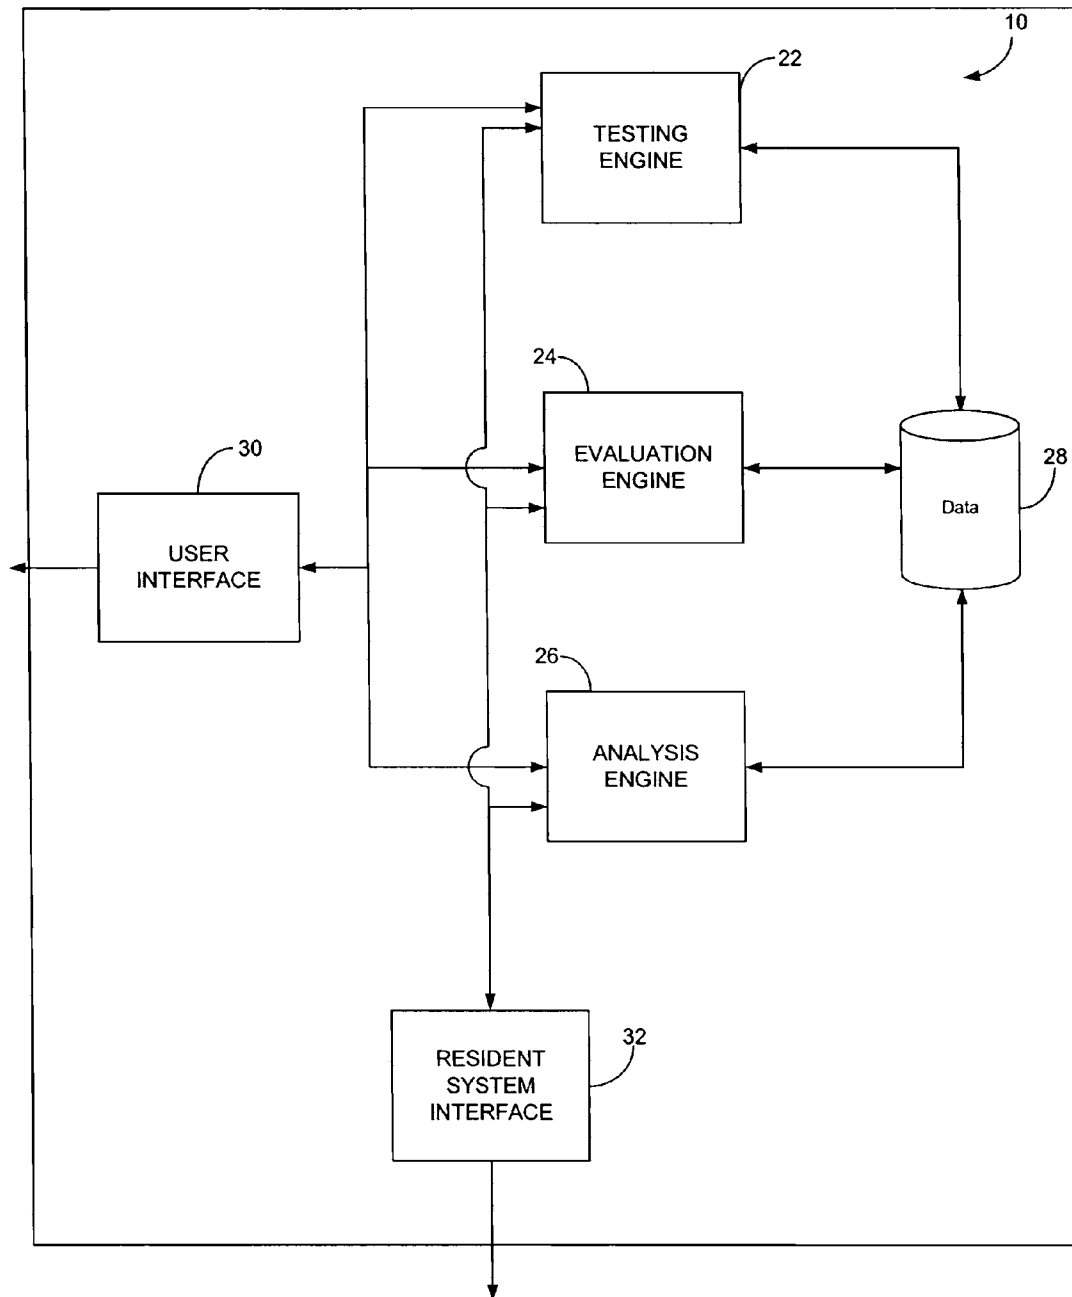 10
22
TESTING
ENGINE
24
EVALUATION
ENGINE
28
Data
30
USER
INTERFACE
26
ANALYSIS
ENGINE
32
RESIDENT
SYSTEM
INTERFACE